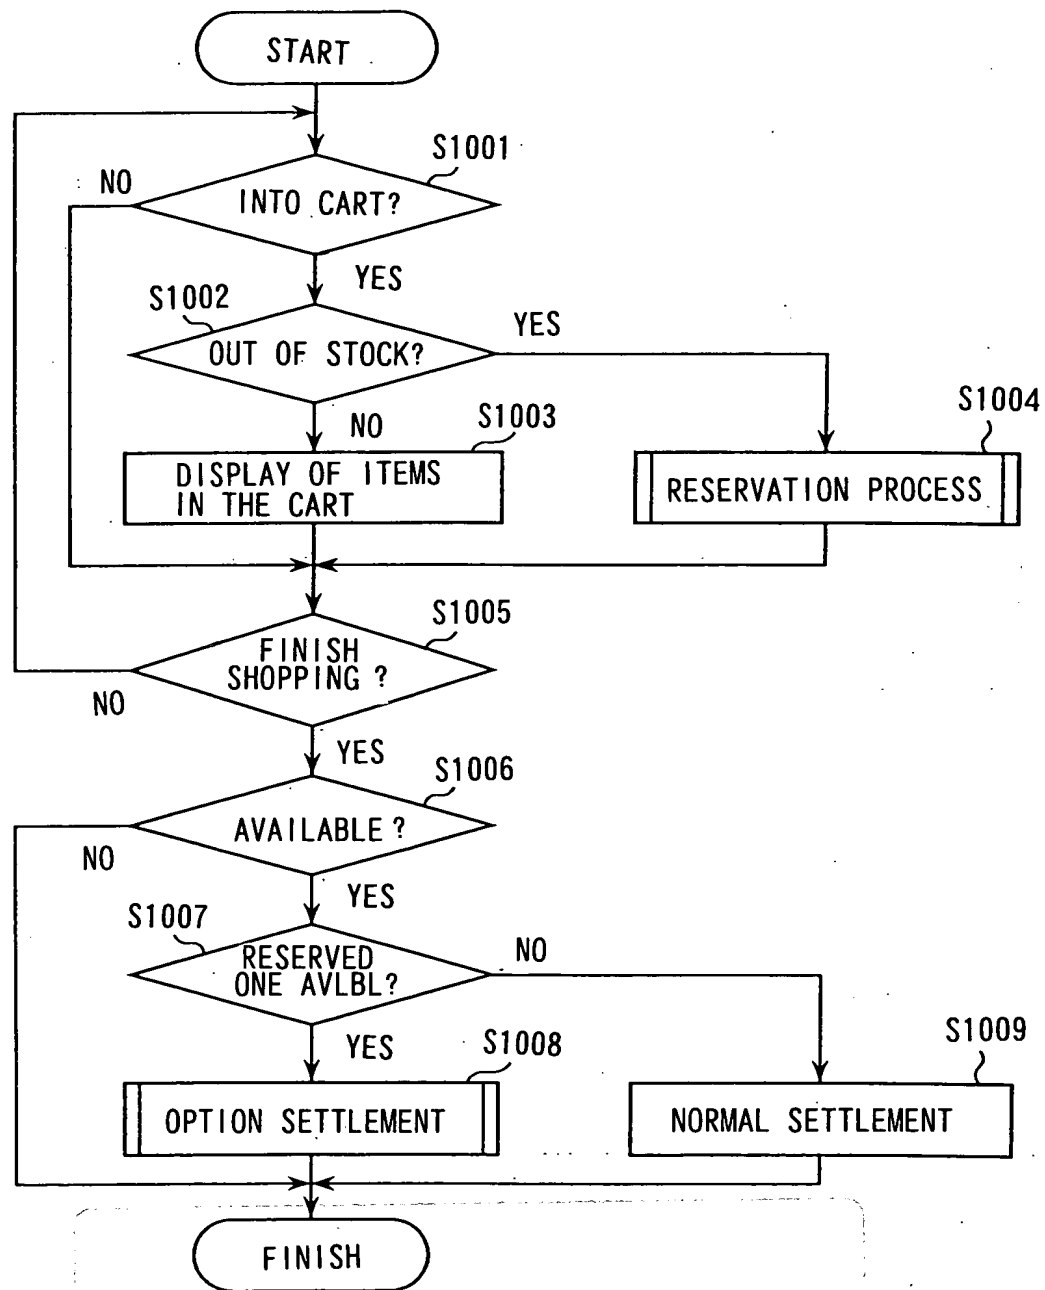 START
S1001
NO
INTO CART?
YES
S1002
YES
OUT OF STOCK?
NO
S1003
S1004
DISPLAY OF ITEMS
IN THE CART
RESERVATION PROCESS
S1005
FINISH
SHOPPING ?
NO
YES
S1006
AVAILABLE ?
NO
YES
S1007
NO
RESERVED
ONE AVLBL?
YES
S1008
S1009
OPTION SETTLEMENT
NORMAL SETTLEMENT
FINISH